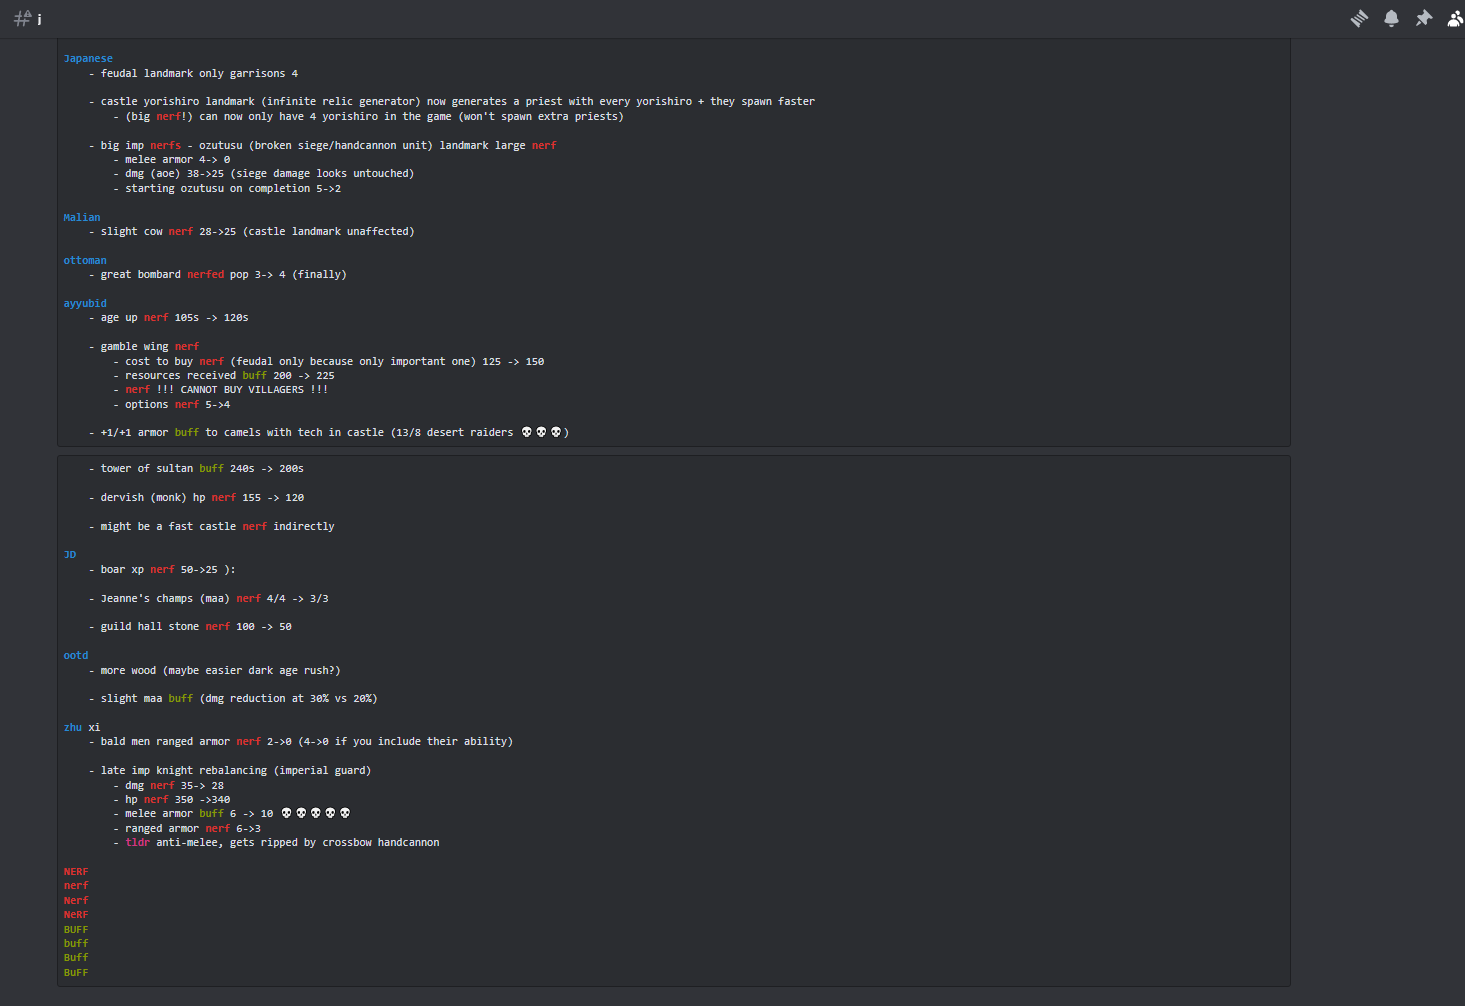 j
Japanese
- feudal landmark only garrisons 4
- castle yorishiro landmark (infinite relic generator) now generates a priest with every yorishiro + they spawn faster
- (big nerf!) can now only have 4 yorishiro in the game (won't spawn extra priests)
- big imp nerfs - ozutusu (broken siege/handcannon unit) landmark large nerf
- melee armor 4-> 0
- dmg (aoe) 38->25 (siege damage looks untouched)
- starting ozutusu on completion 5->2
Malian
- slight cow nerf 28->25 (castle landmark unaffected)
ottoman
- great bombard nerfed pop 3-> 4 (finally)
ayyubid
- age up nerf 105s -> 120s
- gamble wing nerf
- cost to buy nerf (feudal only because only important one) 125 -> 150
- resources received buff 200 -> 225
- nerf !!! CANNOT BUY VILLAGERS !!!
- options nerf 5->4
- +1/+1 armor buff to camels with tech in castle (13/8 desert raiders 💀💀💀)
- tower of sultan buff 240s -> 200s
- dervish (monk) hp nerf 155 -> 120
- might be a fast castle nerf indirectly
JD
- boar xp nerf 50->25 ):
- Jeanne's champs (maa) nerf 4/4 -> 3/3
- guild hall stone nerf 100 -> 50
ootd
- more wood (maybe easier dark age rush?)
- slight maa buff (dmg reduction at 30% vs 20%)
zhu xi
- bald men ranged armor nerf 2->0 (4->0 if you include their ability)
- late imp knight rebalancing (imperial guard)
- dmg nerf 35-> 28
- hp nerf 350 ->340
- melee armor buff 6 -> 10 💀💀💀💀💀
- ranged armor nerf 6->3
- tldr anti-melee, gets ripped by crossbow handcannon
NERF
nerf
Nerf
NeRF
BUFF
buff
Buff
BuFF